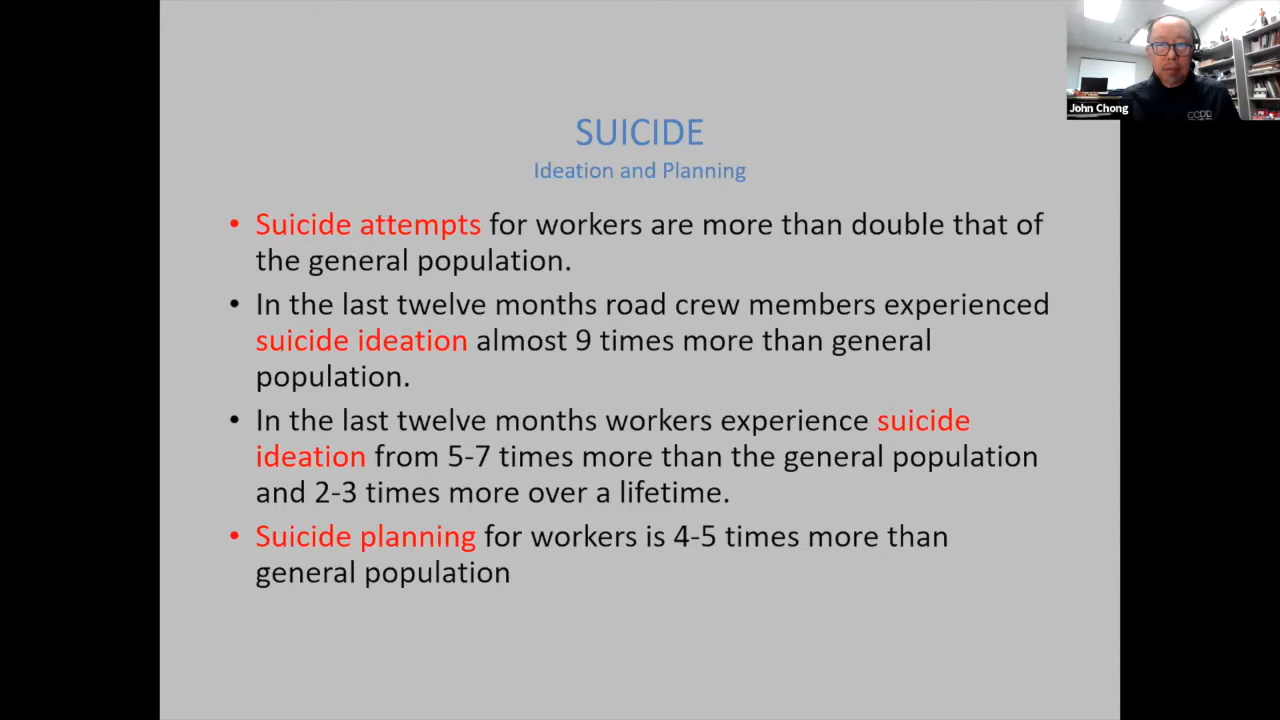 John Chong
SUICIDE
Ideation and Planning
• Suicide attempts for workers are more than double that of
the general population.
• In the last twelve months road crew members experienced
suicide ideation almost 9 times more than general
population.
• In the last twelve months workers experience suicide
ideation from 5-7 times more than the general population
and 2-3 times more over a lifetime.
• Suicide planning for workers is 4-5 times more than
general population